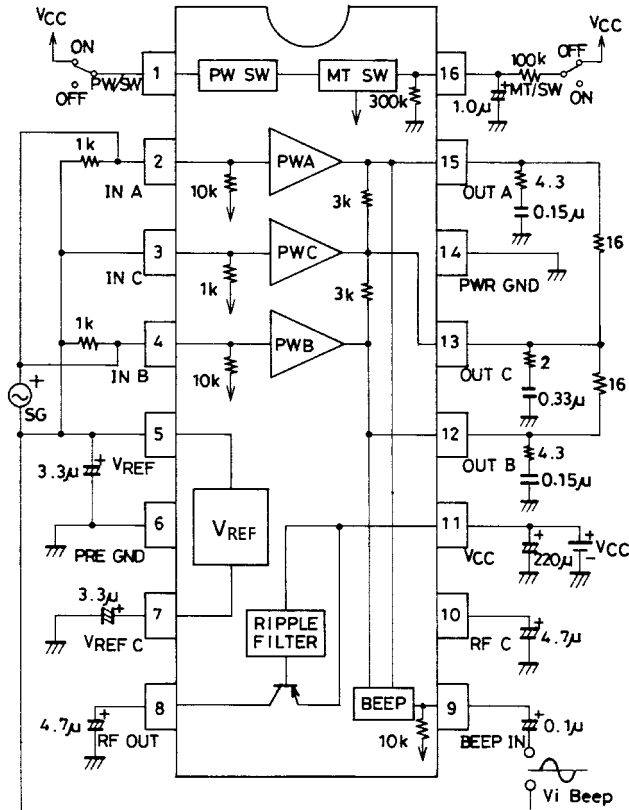 VCC
ON
OFF
PW/SW
1
PW SW
MT SW
300k
16
1.0µ
+
100k
MT/SW
OFF
ON
VCC
1k
2
IN A
10k
PWA
3k
15
OUT A
4.3
0.15µ
16
3
IN C
1k
PWC
3k
14
PWR GND
1k
4
IN B
10k
PWB
13
OUT C
2
0.33µ
16
+
SG
5
VREF
3.3µ
+
12
OUT B
4.3
0.15µ
6
PRE GND
VREF
11
VCC
+
220µ
+
-
VCC
3.3µ
+
7
VREF C
RIPPLE
FILTER
10
RF C
+
4.7µ
8
RF OUT
4.7µ
+
BEEP
10k
9
BEEP IN
+
0.1µ
Vi Beep